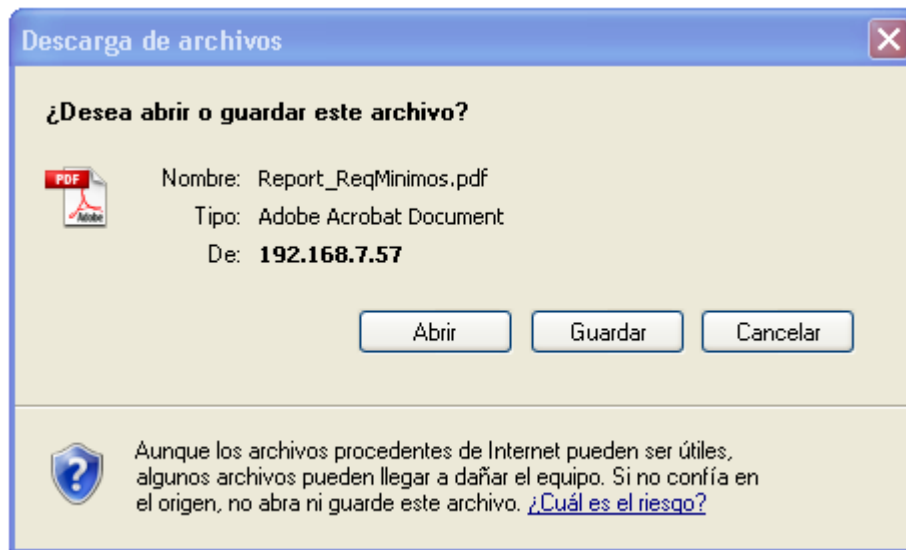 Descarga de archivos
¿Desea abrir o guardar este archivo?
PDF
Adobe
Nombre: Report_ReqMinimos.pdf
Tipo: Adobe Acrobat Document
De: 192.168.7.57
Abrir Guardar Cancelar
Aunque los archivos procedentes de Internet pueden ser útiles,
algunos archivos pueden llegar a dañar el equipo. Si no confía en
el origen, no abra ni guarde este archivo. ¿Cuál es el riesgo?